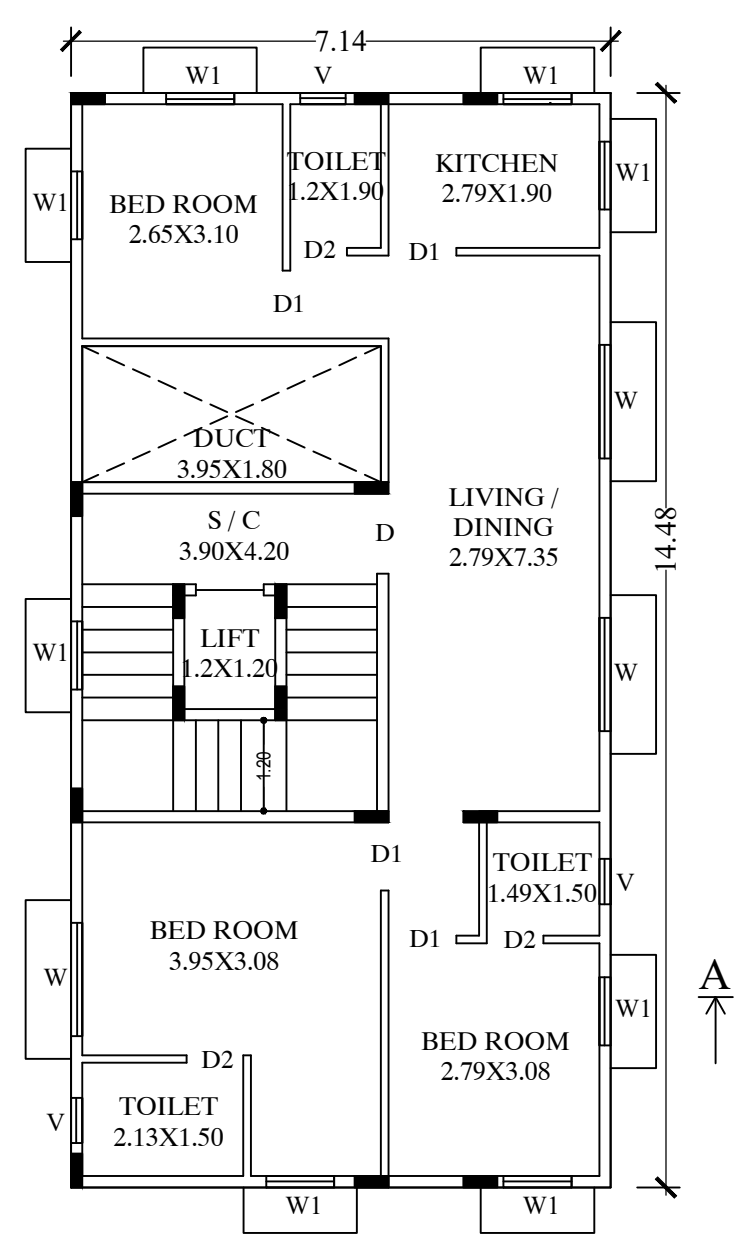 7.14
W1
V
W1
TOILET
1.2X1.90
KITCHEN
2.79X1.90
W1
W1
BED ROOM
2.65X3.10
D2
D1
D1
W
DUCT
3.95X1.80
LIVING /
DINING
2.79X7.35
14.48
S / C
3.90X4.20
D
LIFT
1.2X1.20
W1
W
1.20
D1
TOILET
1.49X1.50
V
BED ROOM
3.95X3.08
D1
D2
W
A
W1
BED ROOM
2.79X3.08
D2
TOILET
2.13X1.50
V
W1
W1